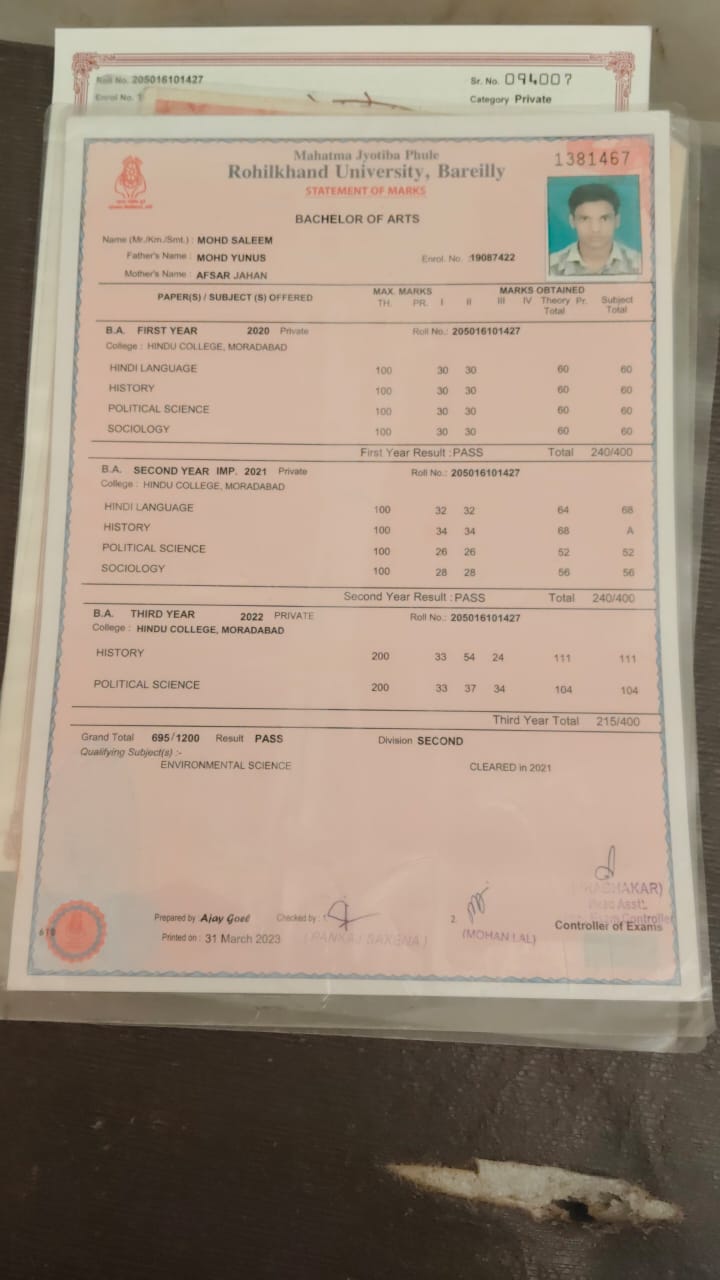 Roll No. 205016101427
Sr. No. 094007
Enrol No. 1
Category Private
Mahatma Jyotiba Phule
1381467
Rohilkhand University, Bareilly
STATEMENT OF MARKS
BACHELOR OF ARTS
Name (Mr./Km./Smt.) : MOHD SALEEM
Father's Name : MOHD YUNUS
Enrol. No. :19087422
Mother's Name : AFSAR JAHAN
PAPER(S) / SUBJECT (S) OFFERED MAX. MARKS MARKS OBTAINED
TH. PR. I II III IV Theory Total Pr. Subject Total
B.A. FIRST YEAR 2020 Private Roll No.: 205016101427
College : HINDU COLLEGE, MORADABAD
HINDI LANGUAGE 100 30 30 60 60
HISTORY 100 30 30 60 60
POLITICAL SCIENCE 100 30 30 60 60
SOCIOLOGY 100 30 30 60 60
First Year Result : PASS Total 240/400
B.A. SECOND YEAR IMP. 2021 Private Roll No.: 205016101427
College : HINDU COLLEGE, MORADABAD
HINDI LANGUAGE 100 32 32 64 68
HISTORY 100 34 34 68 A
POLITICAL SCIENCE 100 26 26 52 52
SOCIOLOGY 100 28 28 56 56
Second Year Result : PASS Total 240/400
B.A. THIRD YEAR 2022 PRIVATE Roll No.: 205016101427
College : HINDU COLLEGE, MORADABAD
HISTORY 200 33 54 24 111 111
POLITICAL SCIENCE 200 33 37 34 104 104
Third Year Total 215/400
Grand Total 695/1200 Result PASS Division SECOND
Qualifying Subject(s) :-
ENVIRONMENTAL SCIENCE CLEARED in 2021
Prepared by : Ajay Goel Checked by : 1. 2.
(PRABHAKAR)
Asstt.
Exam Controller
Controller of Exams
Printed on : 31 March 2023 (PANKAJ SAXENA) (MOHAN LAL)